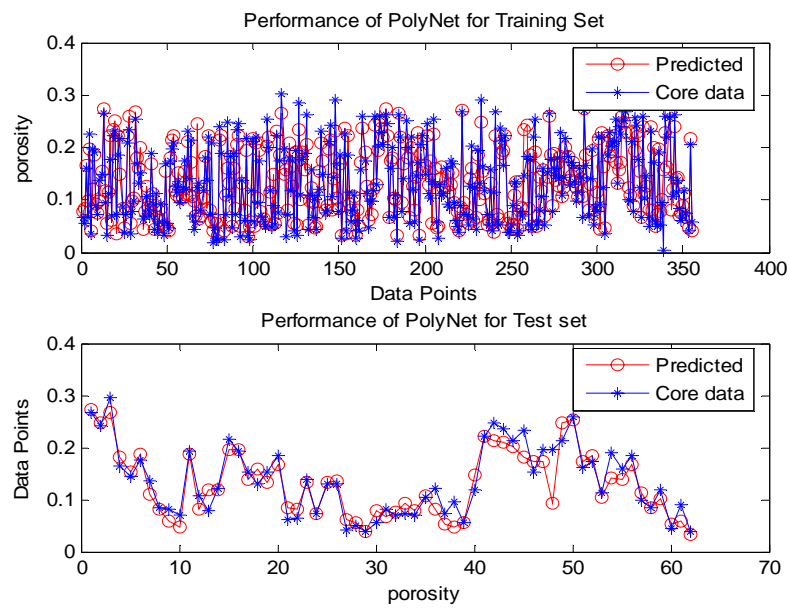 Performance of PolyNet for Training Set
0.4
0.3
0.2
0.1
0
porosity
Predicted
Core data
0 50 100 150 200 250 300 350 400
Data Points
Performance of PolyNet for Test set
0.4
0.3
0.2
0.1
0
Data Points
Predicted
Core data
0 10 20 30 40 50 60 70
porosity